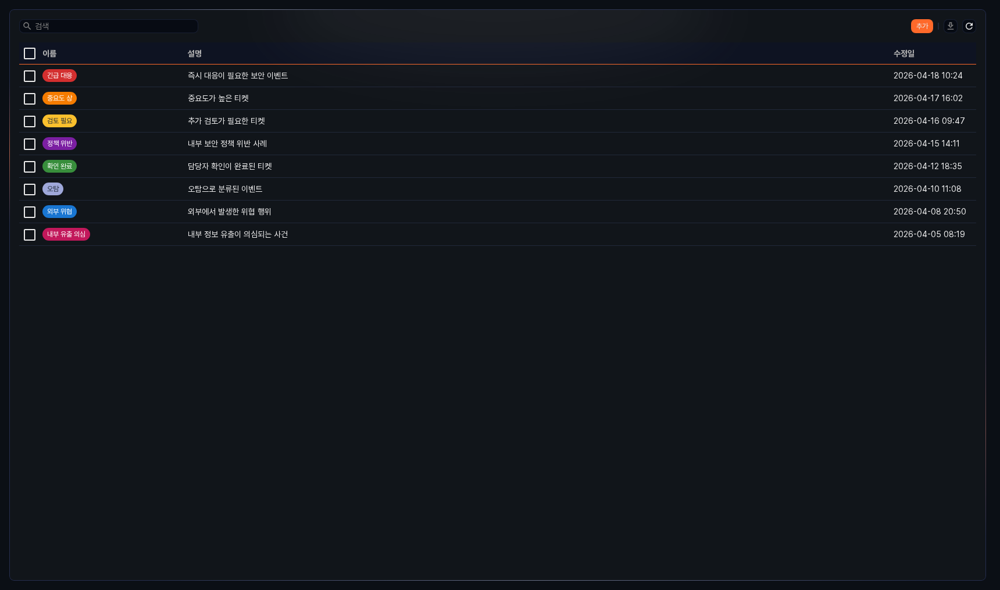 검색
추가
이름 설명 수정일
긴급 대응 즉시 대응이 필요한 보안 이벤트 2026-04-18 10:24
중요도 상 중요도가 높은 티켓 2026-04-17 16:02
검토 필요 추가 검토가 필요한 티켓 2026-04-16 09:47
정책 위반 내부 보안 정책 위반 사례 2026-04-15 14:11
확인 완료 담당자 확인이 완료된 티켓 2026-04-12 18:35
오탐 오탐으로 분류된 이벤트 2026-04-10 11:08
외부 위협 외부에서 발생한 위협 행위 2026-04-08 20:50
내부 유출 의심 내부 정보 유출이 의심되는 사건 2026-04-05 08:19